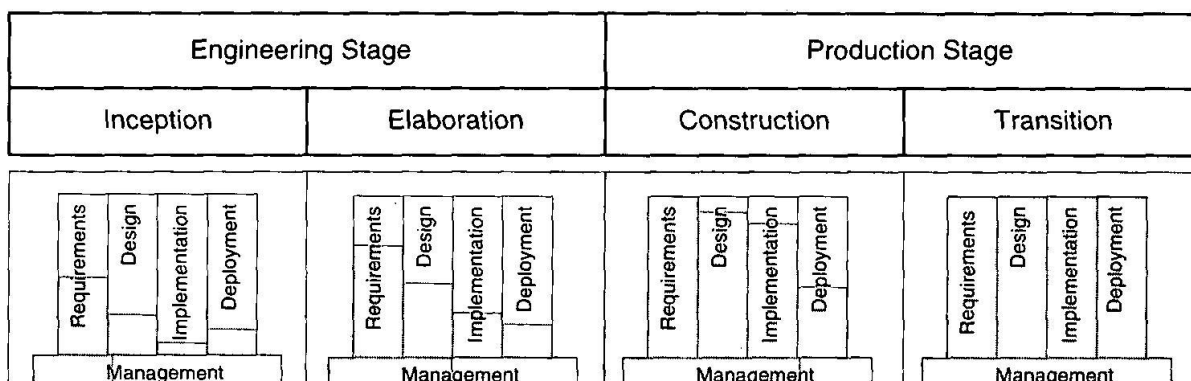 Engineering Stage Production Stage
Inception Elaboration Construction Transition
Requirements Design Implementation Deployment Requirements Design Implementation Deployment Requirements Design Implementation Deployment Requirements Design Implementation Deployment
Management Management Management Management